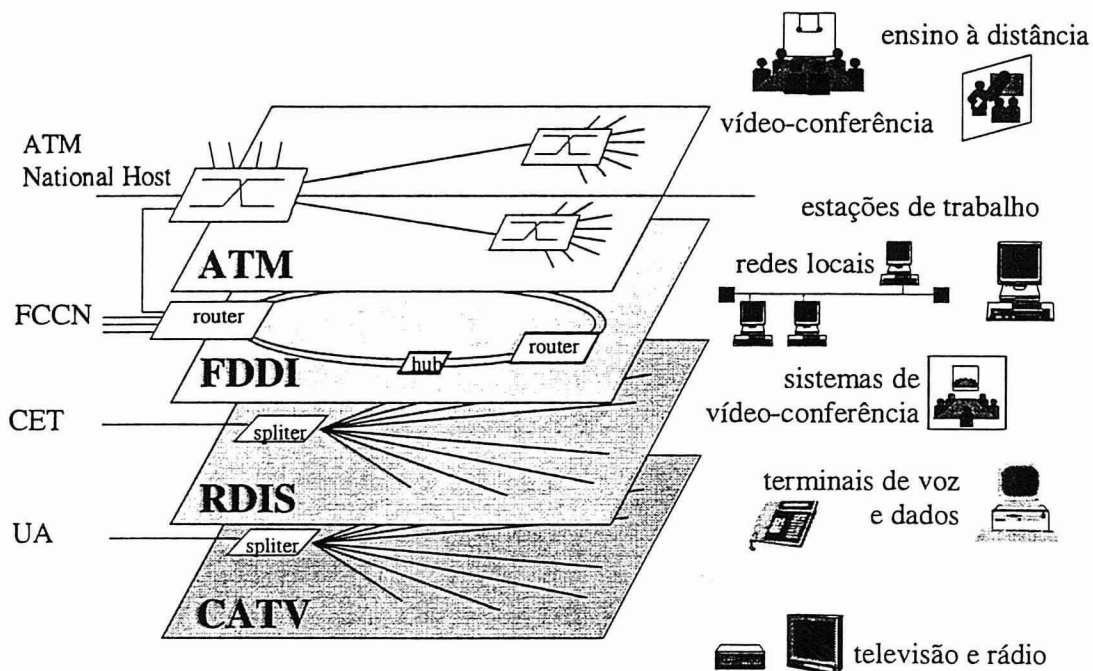 ensino à distância
vídeo-conferência
ATM
National Host
ATM
estações de trabalho
redes locais
FCCN
router
router
hub
FDDI
sistemas de
vídeo-conferência
CET
spliter
RDIS
terminais de voz
e dados
UA
spliter
CATV
televisão e rádio